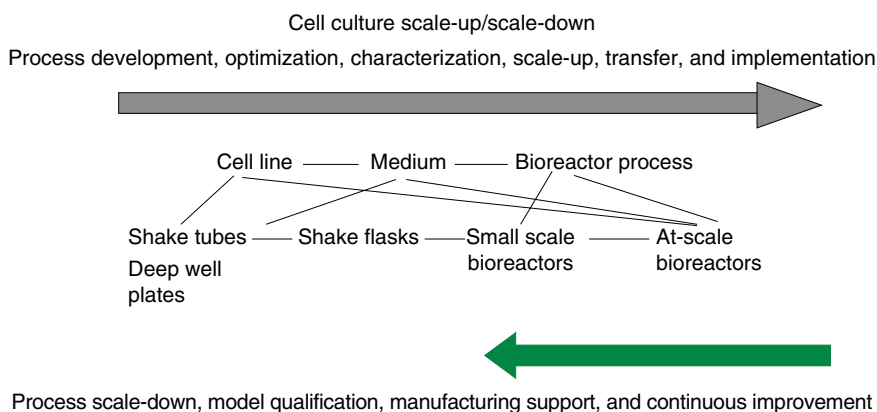 Cell culture scale-up/scale-down
Process development, optimization, characterization, scale-up, transfer, and implementation
Cell line Medium Bioreactor process
Shake tubes Shake flasks Small scale At-scale
Deep well bioreactors bioreactors
plates
Process scale-down, model qualification, manufacturing support, and continuous improvement